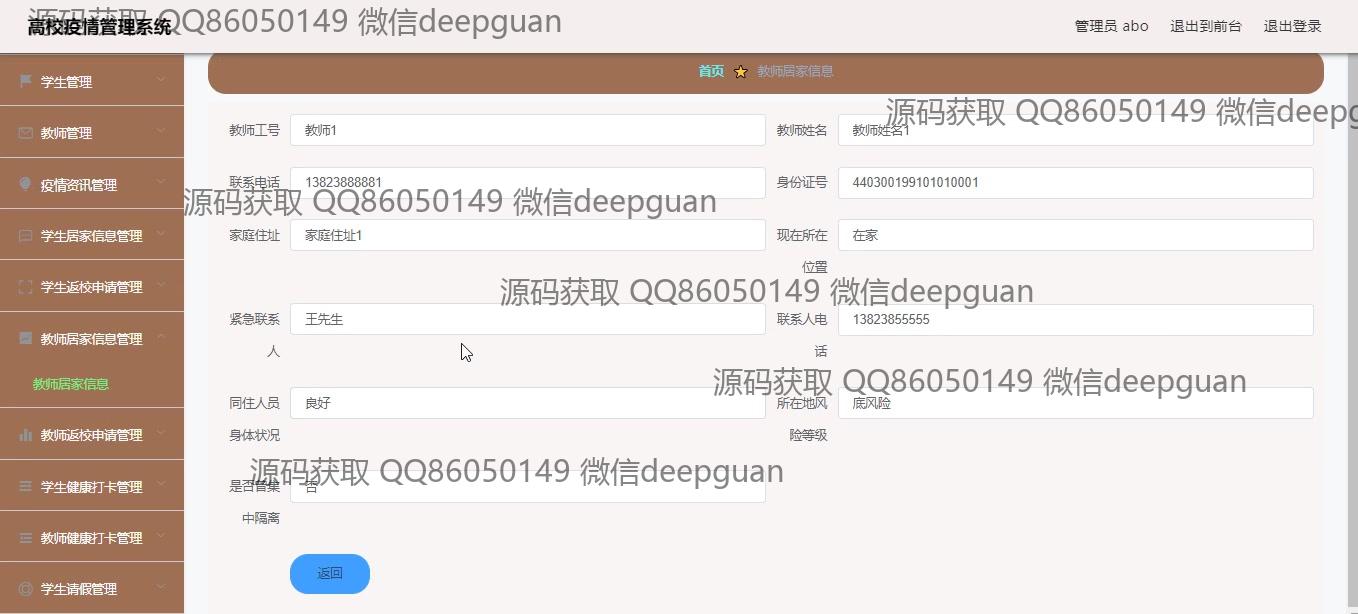 高校疫情管理系统
源码获取 QQ86050149 微信deepguan
管理员 abo
退出到前台
退出登录
学生管理
教师管理
疫情资讯管理
学生居家信息管理
学生返校申请管理
教师居家信息管理
教师居家信息
教师返校申请管理
学生健康打卡管理
教师健康打卡管理
学生请假管理
首页 教师居家信息
源码获取 QQ86050149 微信deepg
教师工号
教师1
教师姓名
教师姓名1
联系电话
13823888881
身份证号
440300199101010001
源码获取 QQ86050149 微信deepguan
家庭住址
家庭住址1
现在所在
位置
在家
源码获取 QQ86050149 微信deepguan
紧急联系
人
王先生
联系人电
话
13823855555
源码获取 QQ86050149 微信deepguan
同住人员
身体状况
良好
所在地风
险等级
底风险
源码获取 QQ86050149 微信deepguan
是否曾集
中隔离
否
返回